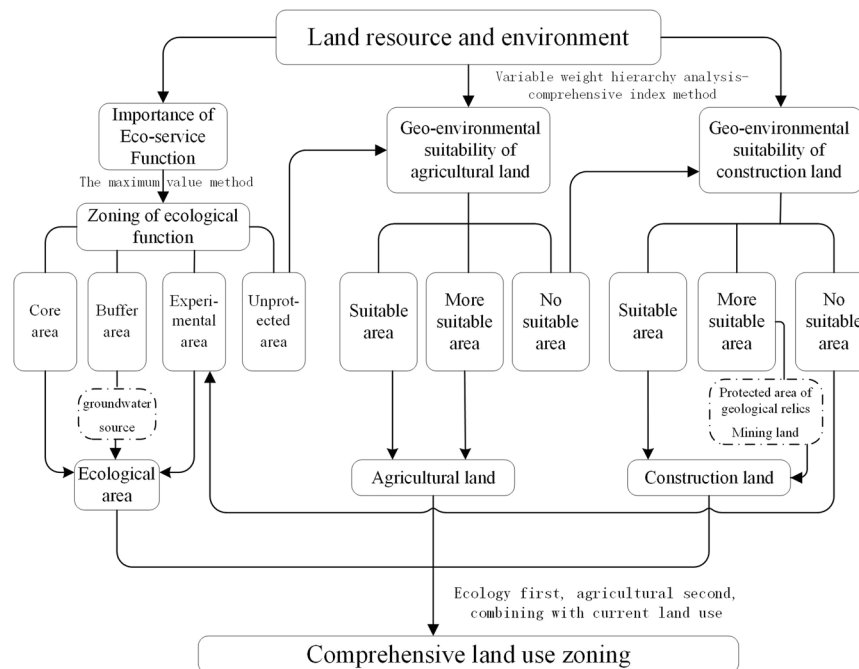 Land resource and environment
Variable weight hierarchy analysis-
comprehensive index method
Importance of
Eco-service
Function
Geo-environmental
suitability of
agricultural land
Geo-environmental
suitability of
construction land
The maximum value method
Zoning of ecological
function
Core
area
Buffer
area
Experi-
mental
area
Unprot-
ected
area
Suitable
area
More
suitable
area
No
suitable
area
Suitable
area
More
suitable
area
No
suitable
area
groundwater
source
Protected area of
geological relics
Mining land
Ecological
area
Agricultural land
Construction land
Ecology first, agricultural second,
combining with current land use
Comprehensive land use zoning